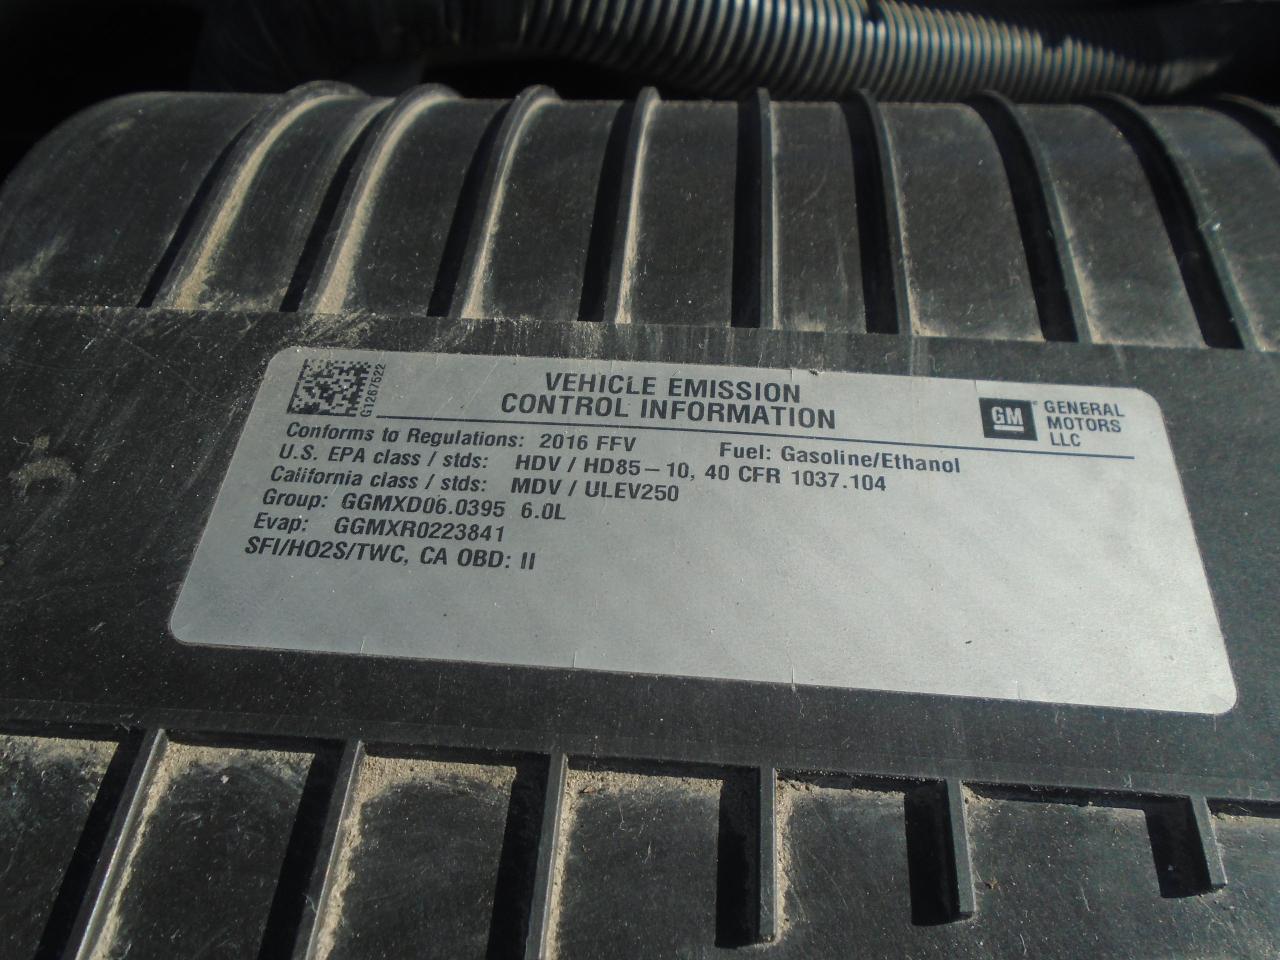 G1267522
VEHICLE EMISSION
CONTROL INFORMATION
GM
GENERAL
MOTORS
LLC
Conforms to Regulations: 2016 FFV Fuel: Gasoline/Ethanol
U.S. EPA class / stds: HDV / HD85-10, 40 CFR 1037.104
California class / stds: MDV / ULEV250
Group: GGMXD06.0395 6.0L
Evap: GGMXR0223841
SFI/HO2S/TWC, CA OBD: II